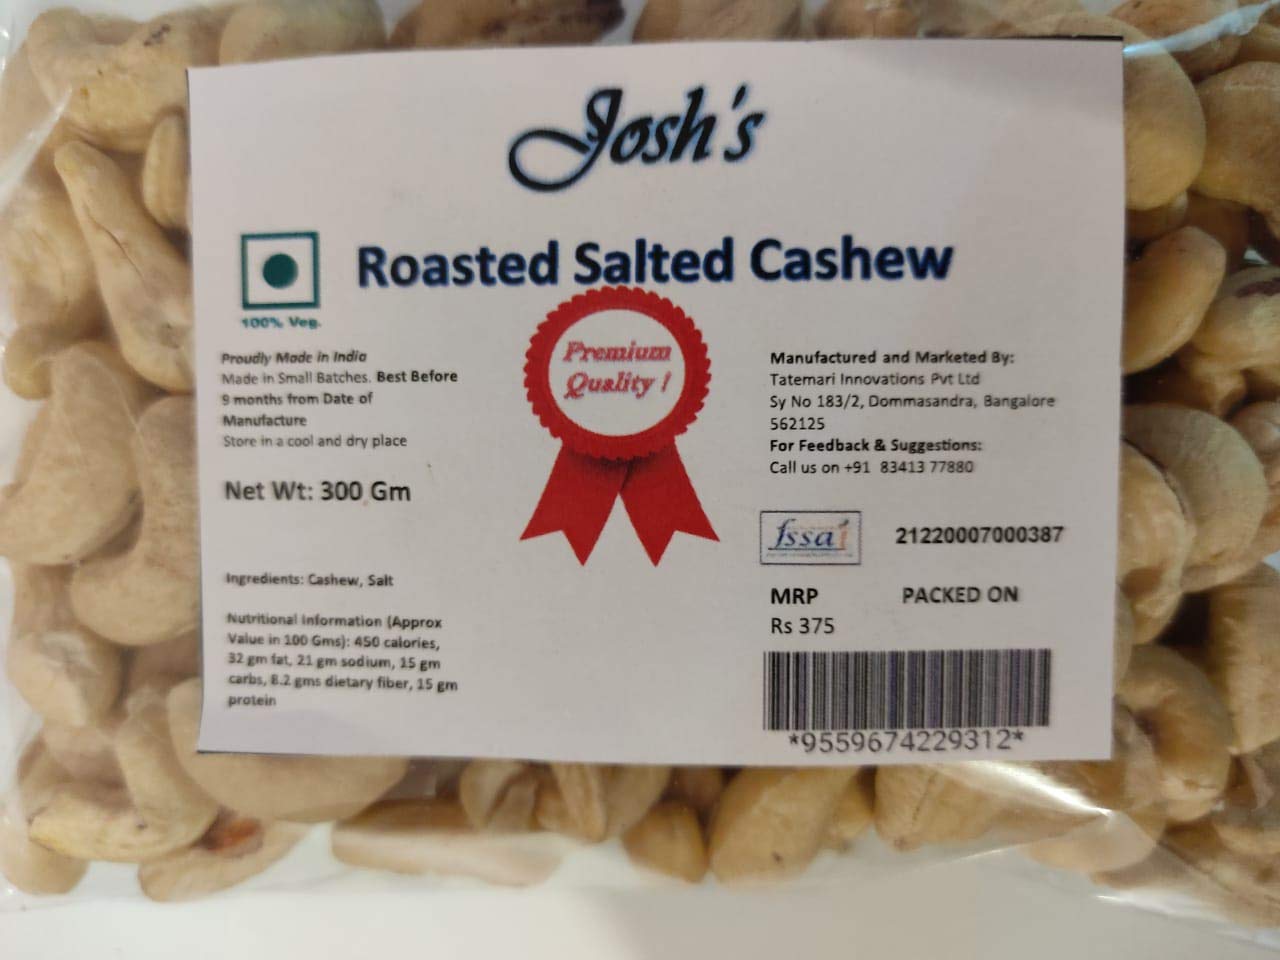 Josh's
Roasted Salted Cashew
100% Veg.
Premium
Quality !
Proudly Made in India
Made in Small Batches. Best Before
9 months from Date of
Manufacture
Store in a cool and dry place
Net Wt: 300 Gm
Ingredients: Cashew, Salt
Nutritional Information (Approx
Value in 100 Gms): 450 calories,
32 gm fat, 21 gm sodium, 15 gm
carbs, 8.2 gms dietary fiber, 15 gm
protein
Manufactured and Marketed By:
Tatemari Innovations Pvt Ltd
Sy No 183/2, Dommasandra, Bangalore
562125
For Feedback & Suggestions:
Call us on +91 83413 77880
fssai 21220007000387
MRP PACKED ON
Rs 375
*9559674229312*